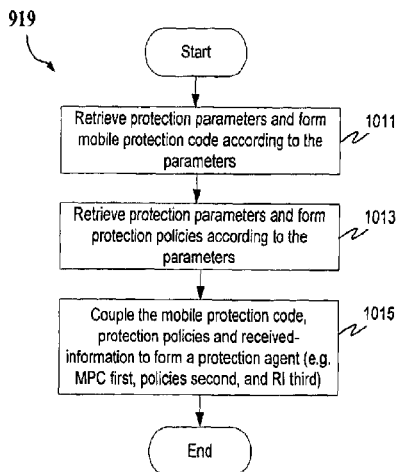 919
Start
Retrieve protection parameters and form
mobile protection code according to the
parameters
1011
Retrieve protection parameters and form
protection policies according to the
parameters
1013
Couple the mobile protection code,
protection policies and received-
information to form a protection agent (e.g.
MPC first, policies second, and RI third)
1015
End